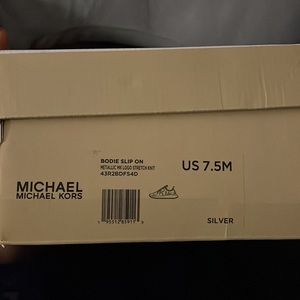 BODIE SLIP ON
METALLIC MK LOGO STRETCH KNIT
43R2BDFS4D
US 7.5M
MICHAEL
MICHAEL KORS
SILVER